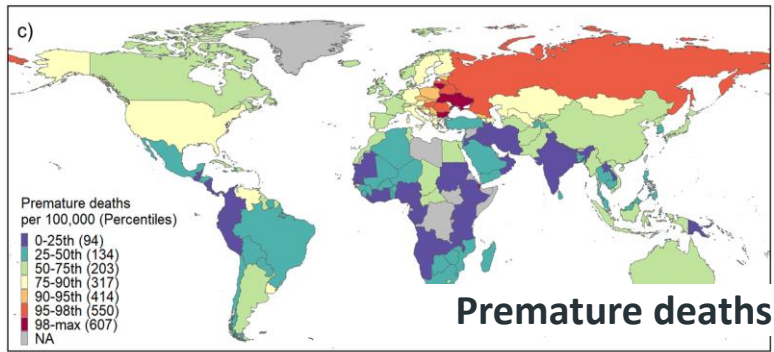 c)
Premature deaths
per 100,000 (Percentiles)
0-25th (94)
25-50th (134)
50-75th (203)
75-90th (317)
90-95th (414)
95-98th (550)
98-max (607)
NA
Premature deaths